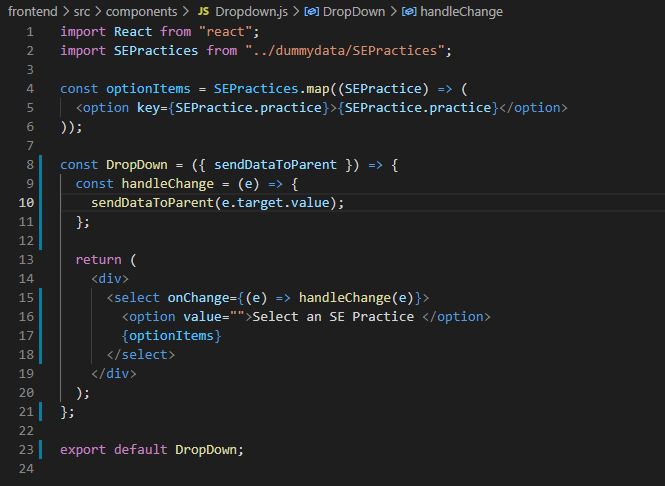 frontend > src > components > JS Dropdown.js > DropDown > handleChange
1 import React from "react";
2 import SEPractices from "../dummydata/SEPractices";
3
4 const optionItems = SEPractices.map((SEPractice) => (
5   <option key={SEPractice.practice}>{SEPractice.practice}</option>
6 ));
7
8 const DropDown = ({ sendDataToParent }) => {
9   const handleChange = (e) => {
10     sendDataToParent(e.target.value);
11   };
12
13   return (
14     <div>
15       <select onChange={(e) => handleChange(e)}>
16         <option value="">Select an SE Practice </option>
17         {optionItems}
18       </select>
19     </div>
20   );
21 };
22
23 export default DropDown;
24